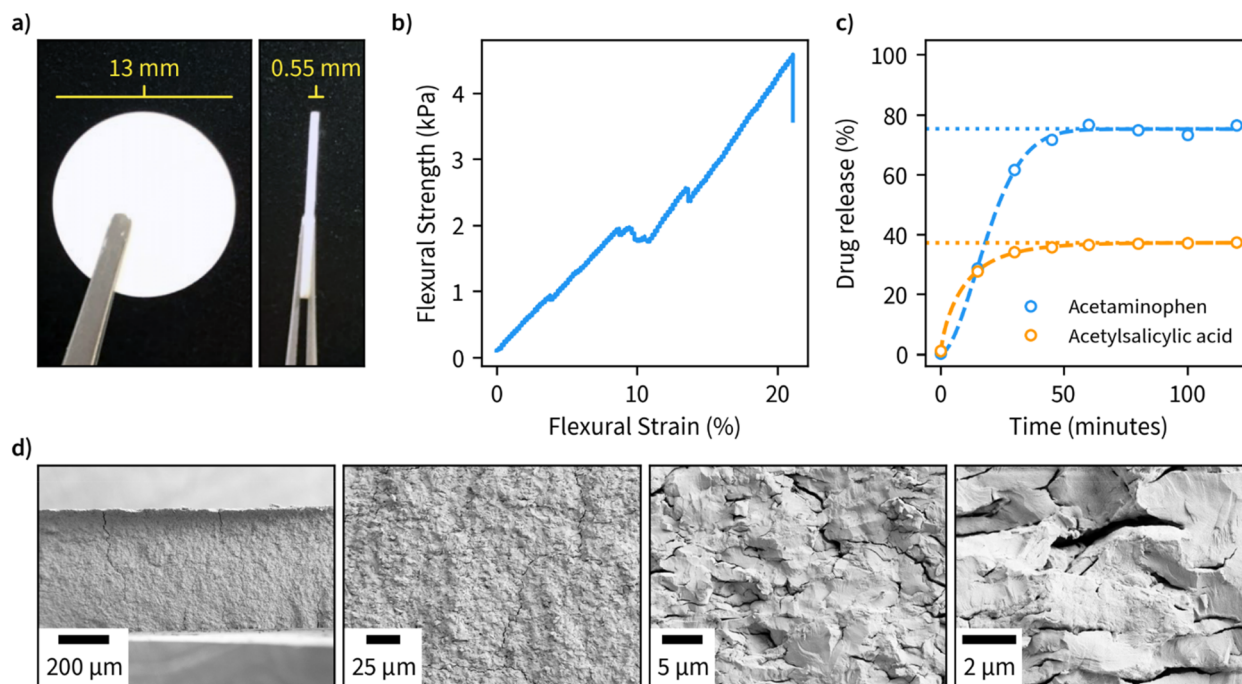 a)
13 mm
0.55 mm
b)
Flexural Strength (kPa)
4
3
2
1
0
0 10 20
Flexural Strain (%)
c)
Drug release (%)
100
80
60
40
20
0
Acetaminophen
Acetylsalicylic acid
0 50 100
Time (minutes)
d)
200 μm
25 μm
5 μm
2 μm